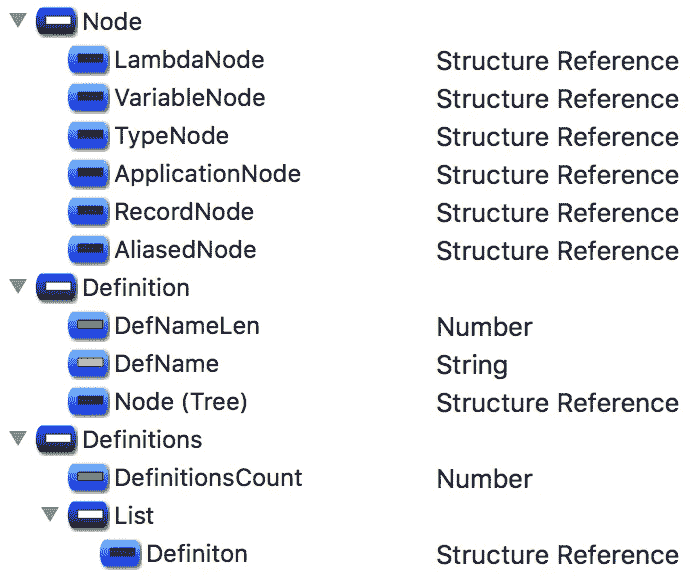 Node
LambdaNode Structure Reference
VariableNode Structure Reference
TypeNode Structure Reference
ApplicationNode Structure Reference
RecordNode Structure Reference
AliasedNode Structure Reference
Definition
DefNameLen Number
DefName String
Node (Tree) Structure Reference
Definitions
DefinitionsCount Number
List
Definiton Structure Reference